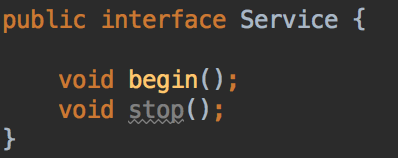 public interface Service {
void begin();
void stop();
}